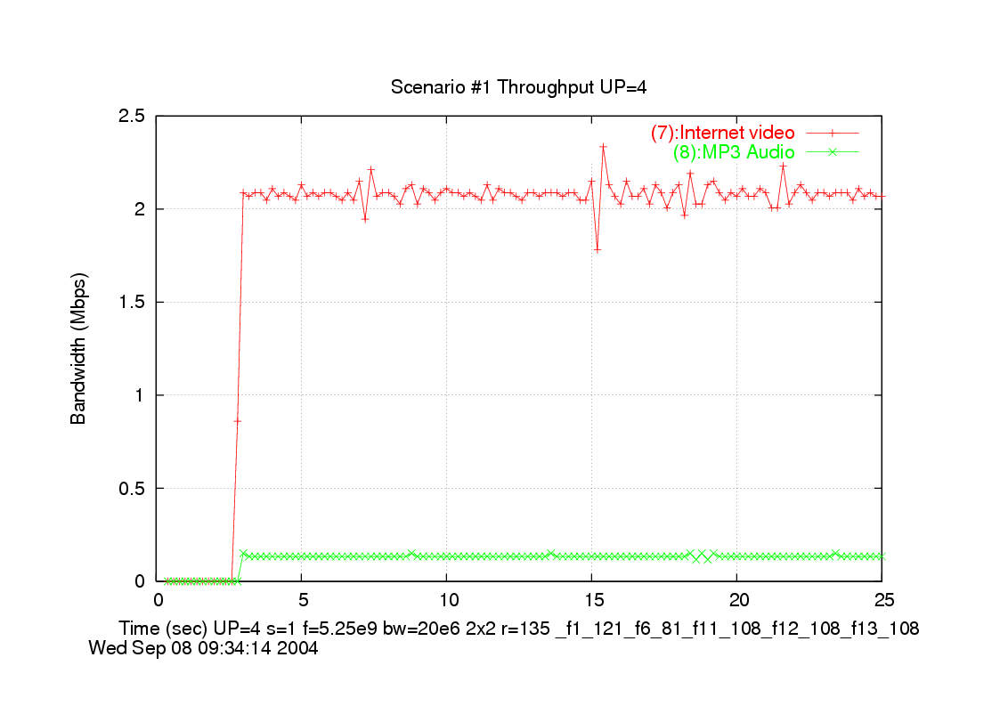 Scenario #1 Throughput UP=4
2.5
2
1.5
1
0.5
0
Bandwidth (Mbps)
(7):Internet video
(8):MP3 Audio
0 5 10 15 20 25
Time (sec) UP=4 s=1 f=5.25e9 bw=20e6 2x2 r=135 _f1_121_f6_81_f11_108_f12_108_f13_108
Wed Sep 08 09:34:14 2004